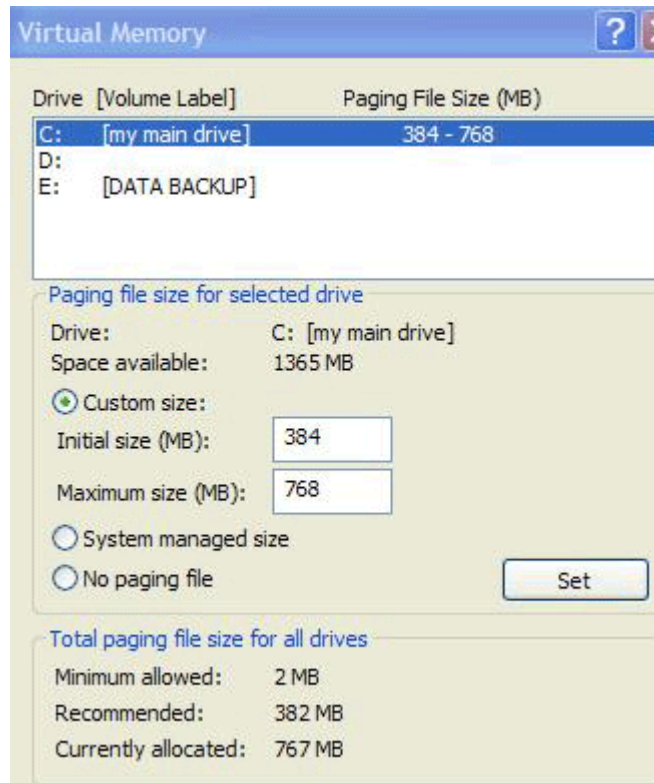 Virtual Memory ?
Drive [Volume Label] Paging File Size (MB)
C: [my main drive] 384 - 768
D:
E: [DATA BACKUP]
Paging file size for selected drive
Drive: C: [my main drive]
Space available: 1365 MB
Custom size:
Initial size (MB): 384
Maximum size (MB): 768
System managed size
No paging file Set
Total paging file size for all drives
Minimum allowed: 2 MB
Recommended: 382 MB
Currently allocated: 767 MB